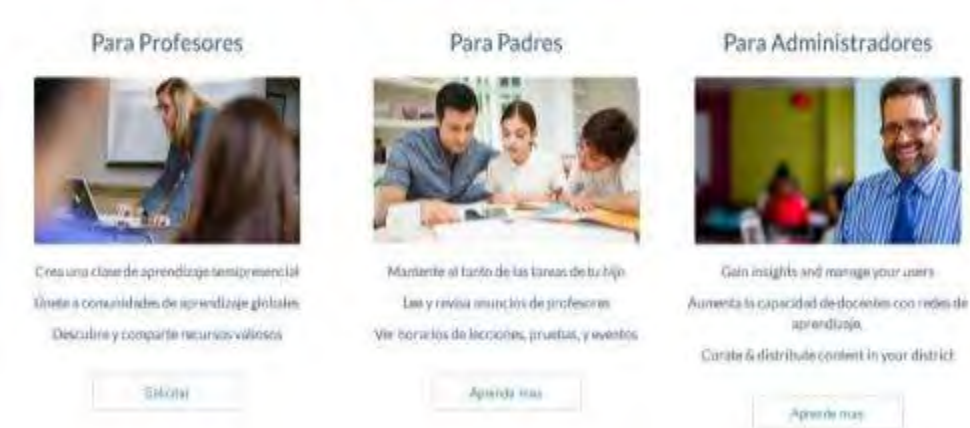 Para Profesores
Crea una clase de aprendizaje semipresencial
Únete a comunidades de aprendizaje globales
Descubre y comparte recursos valiosos
Solicitar
Para Padres
Mantente al tanto de las tareas de tu hijo
Lee y revisa anuncios de profesores
Ver horarios de lecciones, pruebas, y eventos
Aprende mas
Para Administradores
Gain insights and manage your users
Aumenta la capacidad de docentes con redes de
aprendizaje.
Curate & distribute content in your district
Aprende mas